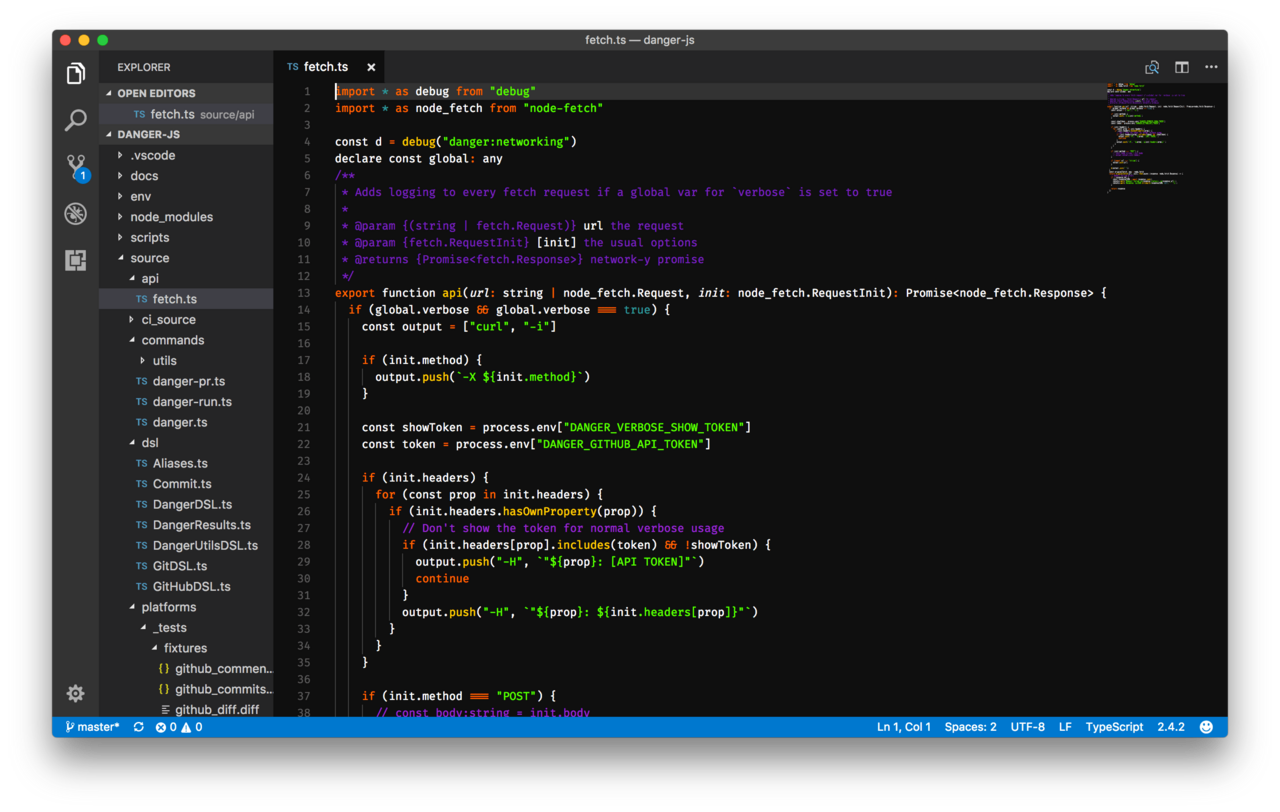 fetch.ts — danger-js
EXPLORER
OPEN EDITORS
TS fetch.ts source/api
DANGER-JS
.vscode
docs
env
node_modules
scripts
source
api
TS fetch.ts
ci_source
commands
utils
TS danger-pr.ts
TS danger-run.ts
TS danger.ts
dsl
TS Aliases.ts
TS Commit.ts
TS DangerDSL.ts
TS DangerResults.ts
TS DangerUtilsDSL.ts
TS GitDSL.ts
TS GitHubDSL.ts
platforms
_tests
fixtures
{} github_commen...
{} github_commits...
github_diff.diff
1
TS fetch.ts ×
1 import * as debug from "debug"
2 import * as node_fetch from "node-fetch"
3
4 const d = debug("danger:networking")
5 declare const global: any
6 /**
7  * Adds logging to every fetch request if a global var for `verbose` is set to true
8  *
9  * @param {(string | fetch.Request)} url the request
10  * @param {fetch.RequestInit} [init] the usual options
11  * @returns {Promise<fetch.Response>} network-y promise
12  */
13 export function api(url: string | node_fetch.Request, init: node_fetch.RequestInit): Promise<node_fetch.Response> {
14   if (global.verbose && global.verbose === true) {
15     const output = ["curl", "-i"]
16
17     if (init.method) {
18       output.push(`-X ${init.method}`)
19     }
20
21     const showToken = process.env["DANGER_VERBOSE_SHOW_TOKEN"]
22     const token = process.env["DANGER_GITHUB_API_TOKEN"]
23
24     if (init.headers) {
25       for (const prop in init.headers) {
26         if (init.headers.hasOwnProperty(prop)) {
27           // Don't show the token for normal verbose usage
28           if (init.headers[prop].includes(token) && !showToken) {
29             output.push("-H", `"${prop}: [API TOKEN]"`)
30             continue
31           }
32           output.push("-H", `"${prop}: ${init.headers[prop]}"`)
33         }
34       }
35     }
36
37     if (init.method === "POST") {
38       // const body:string = init.body
master* 0 0
Ln 1, Col 1 Spaces: 2 UTF-8 LF TypeScript 2.4.2